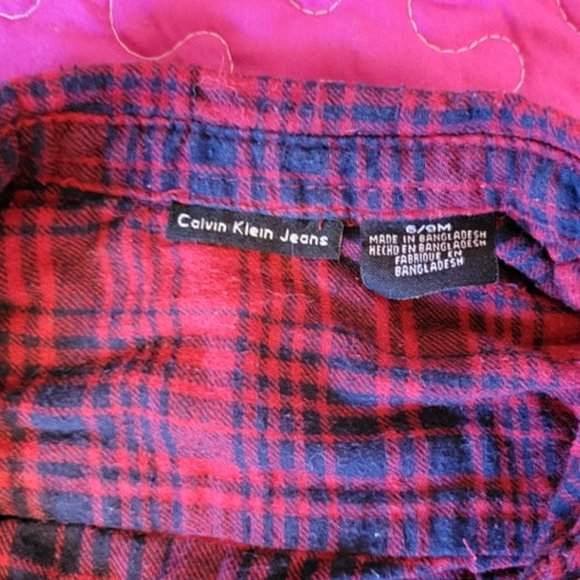 Calvin Klein Jeans
6/9M
MADE IN BANGLADESH
HECHO EN BANGLADESH
FABRIQUE EN
BANGLADESH